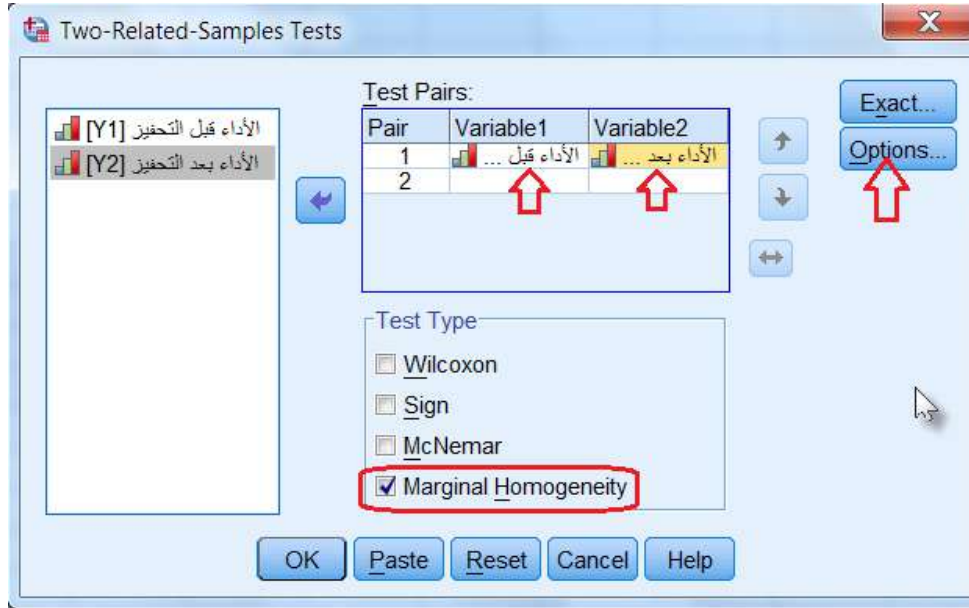 Two-Related-Samples Tests
X
الأداء قبل التحفيز [Y1]
الأداء بعد التحفيز [Y2]
Test Pairs:
Pair Variable1 Variable2
1 الأداء قبل ... الأداء بعد ...
2
Exact...
Options...
Test Type
Wilcoxon
Sign
McNemar
Marginal Homogeneity
OK Paste Reset Cancel Help